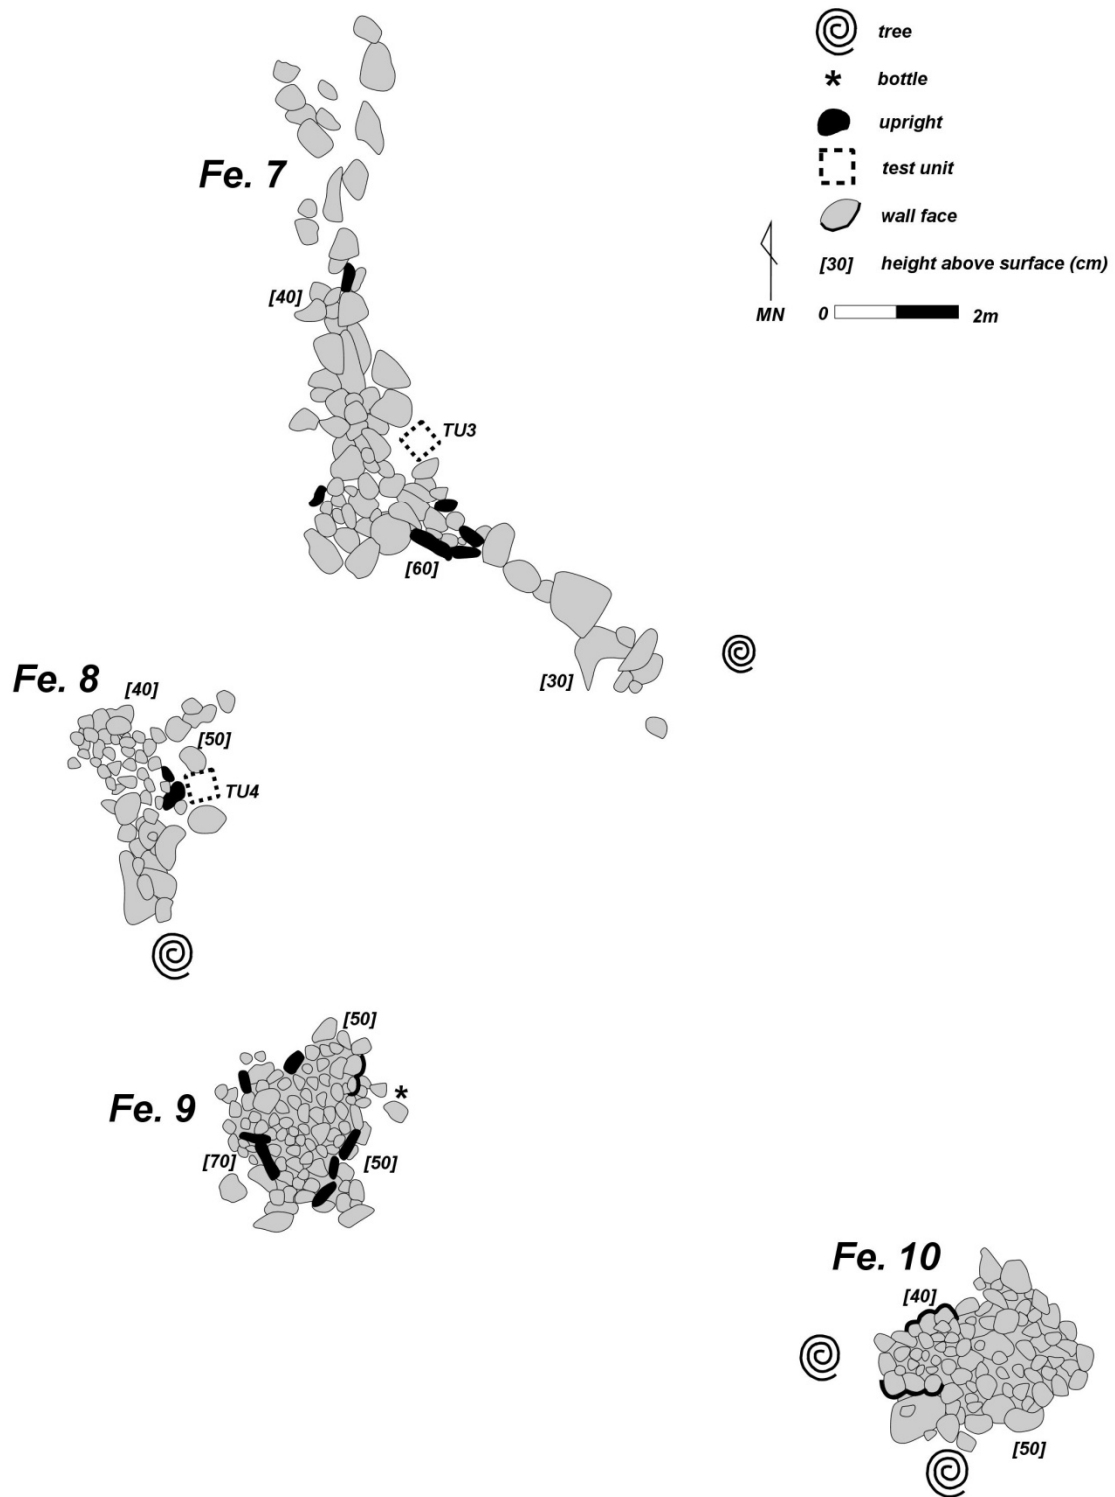 tree
* bottle
upright
Fe. 7
test unit
wall face
[30] height above surface (cm)
[40]
MN
0 2m
TU3
[60]
Fe. 8
[40]
[30]
[50]
TU4
[50]
*
Fe. 9
[70]
[50]
Fe. 10
[40]
[50]